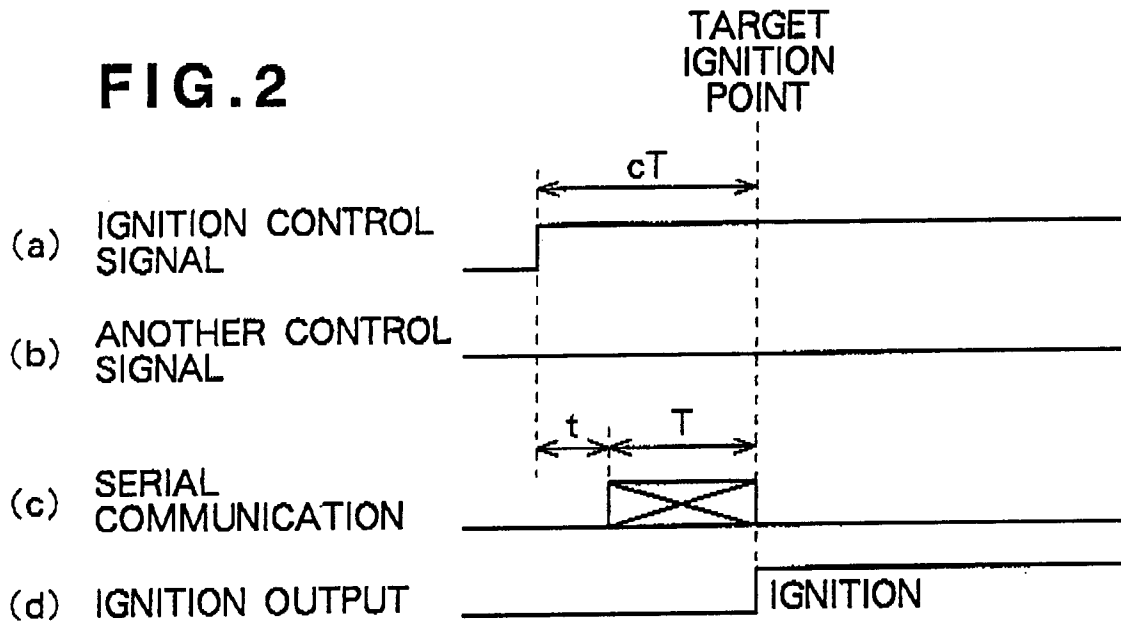 FIG.2
TARGET
IGNITION
POINT
cT
(a) IGNITION CONTROL
SIGNAL
(b) ANOTHER CONTROL
SIGNAL
t
T
(c) SERIAL
COMMUNICATION
(d) IGNITION OUTPUT
IGNITION